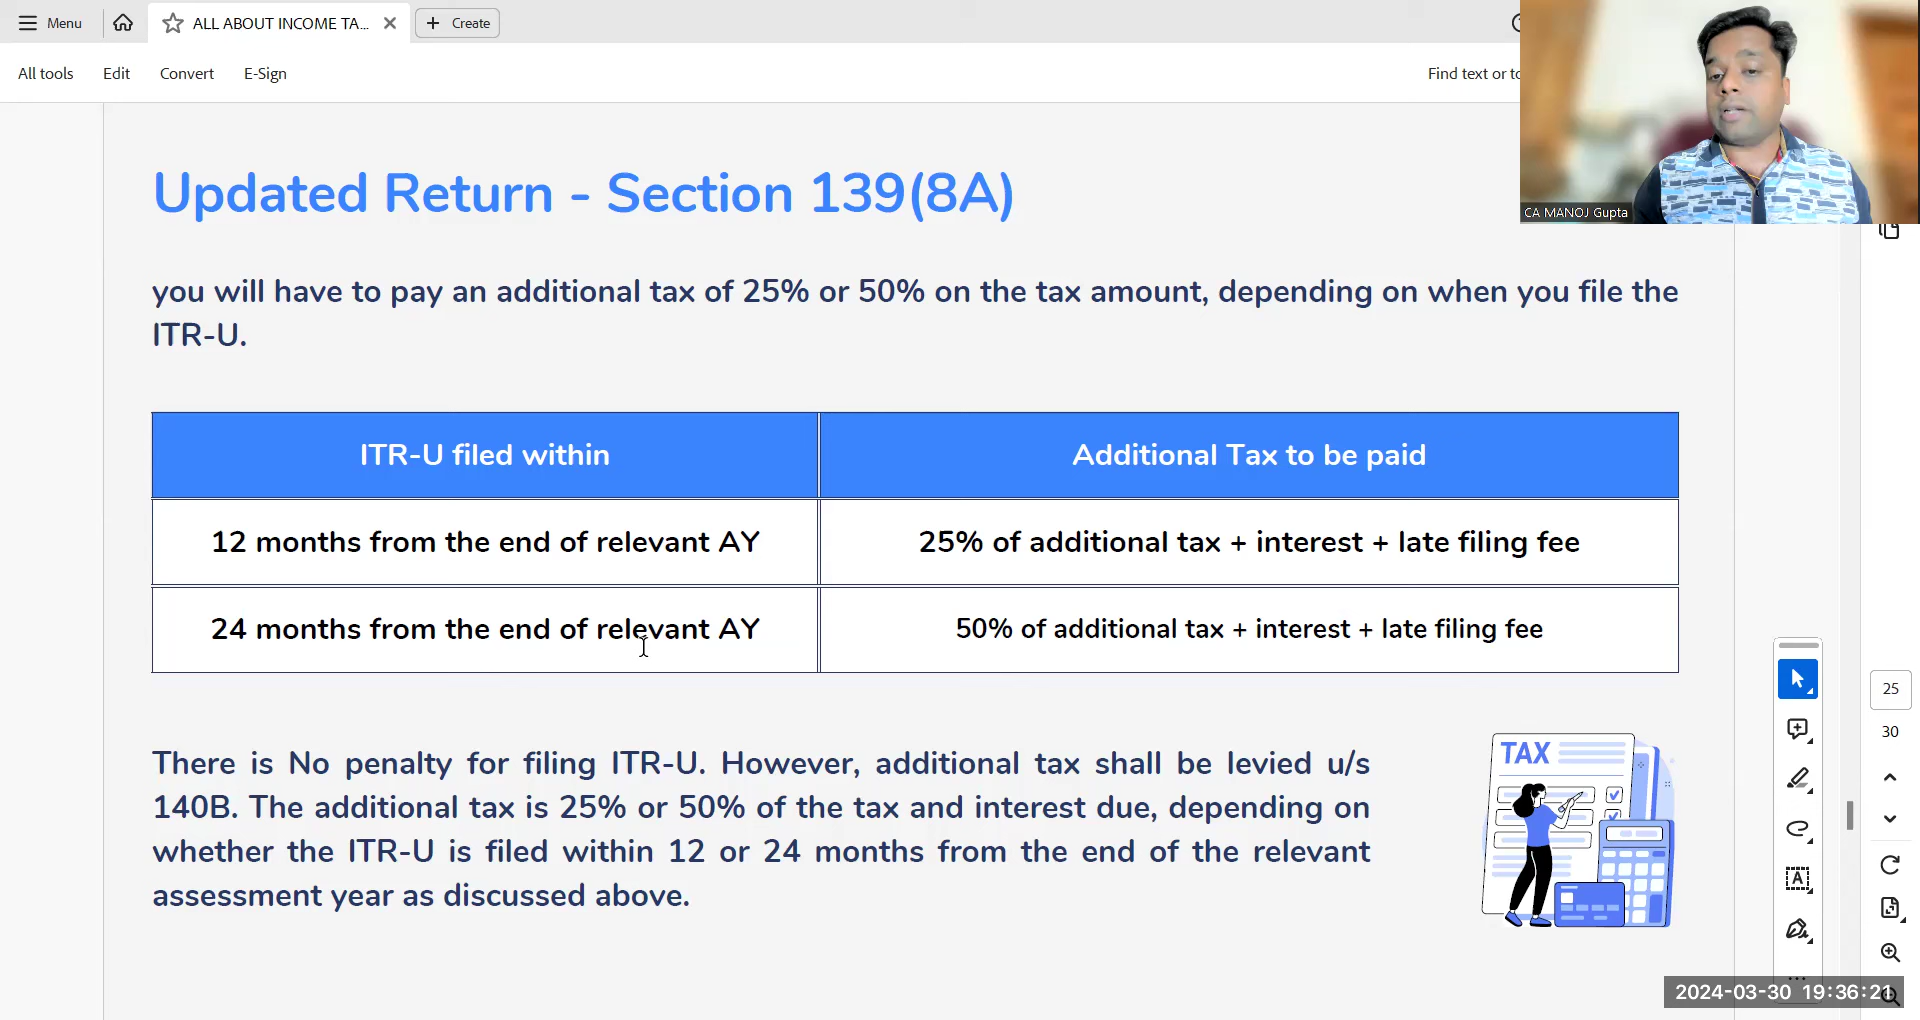 Menu
ALL ABOUT INCOME TA...
Create
All tools
Edit
Convert
E-Sign
Find text or to
CA MANOJ Gupta
Updated Return - Section 139(8A)
you will have to pay an additional tax of 25% or 50% on the tax amount, depending on when you file the
ITR-U.
ITR-U filed within
Additional Tax to be paid
12 months from the end of relevant AY
25% of additional tax + interest + late filing fee
24 months from the end of relevant AY
50% of additional tax + interest + late filing fee
There is No penalty for filing ITR-U. However, additional tax shall be levied u/s
140B. The additional tax is 25% or 50% of the tax and interest due, depending on
whether the ITR-U is filed within 12 or 24 months from the end of the relevant
assessment year as discussed above.
TAX
25
30
2024-03-30 19:36:21